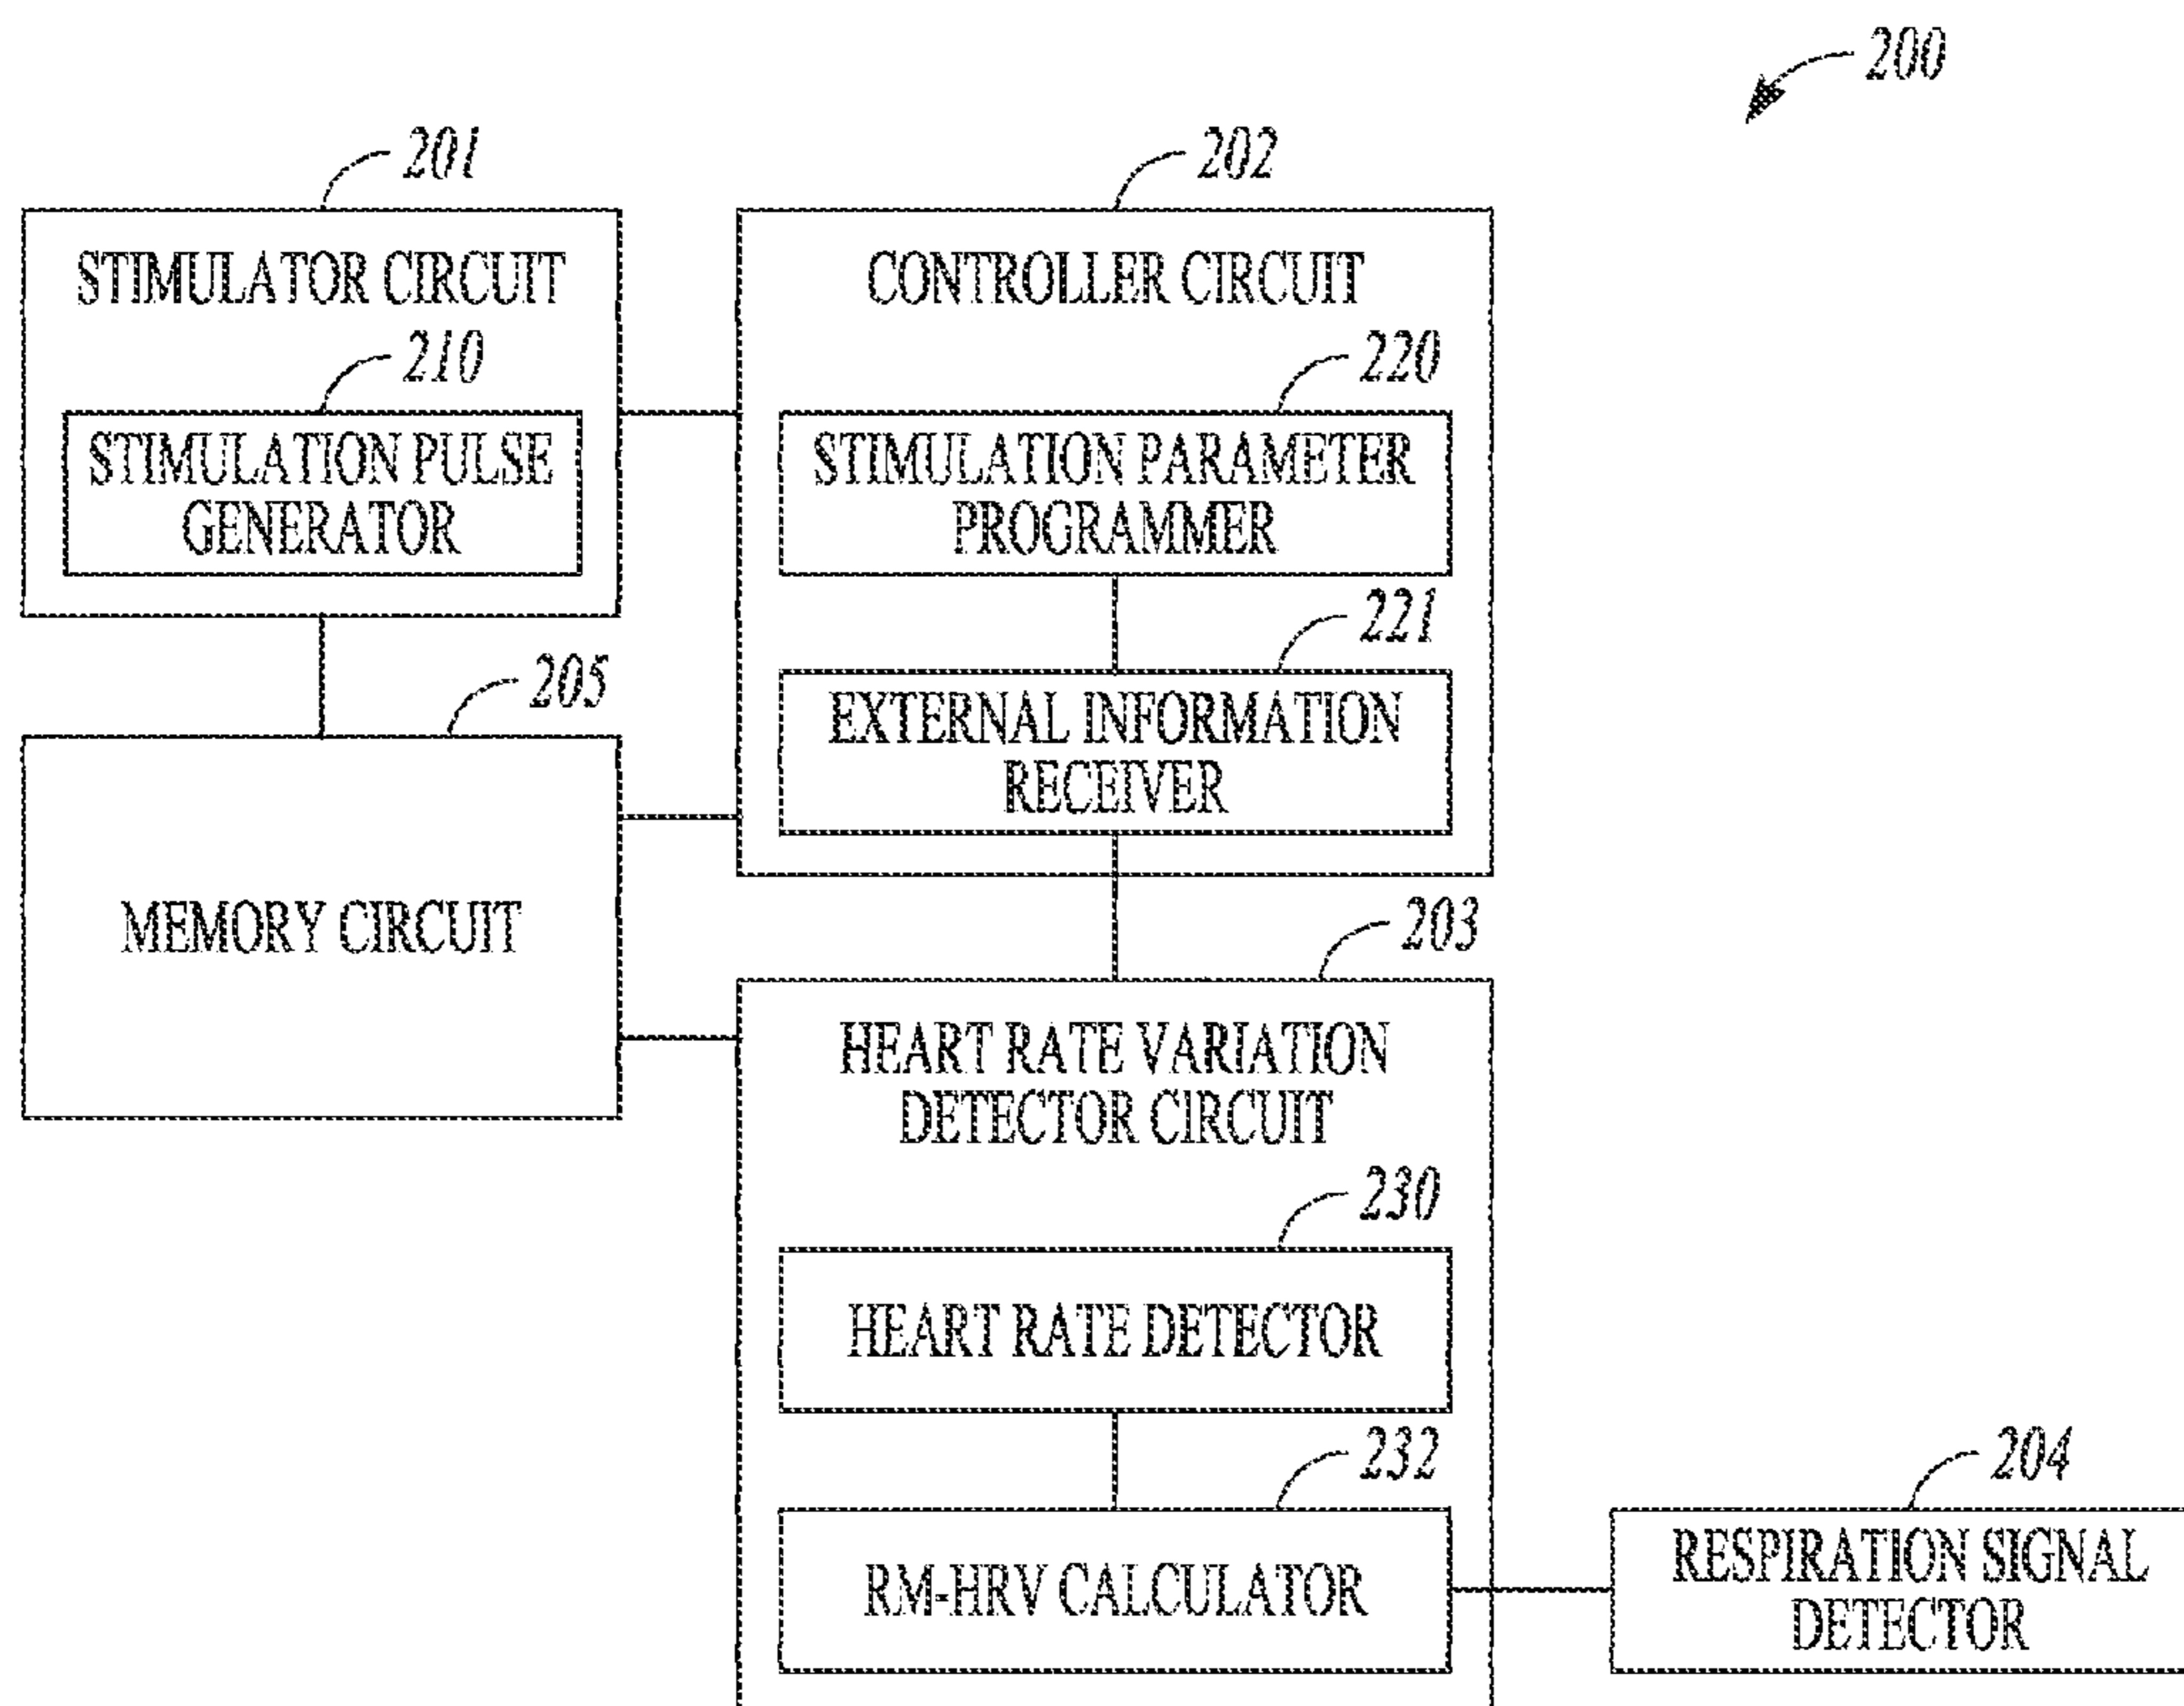 200
201
202
STIMULATOR CIRCUIT
CONTROLLER CIRCUIT
210
220
STIMULATION PULSE
GENERATOR
STIMULATION PARAMETER
PROGRAMMER
221
205
EXTERNAL INFORMATION
RECEIVER
MEMORY CIRCUIT
203
HEART RATE VARIATION
DETECTOR CIRCUIT
230
HEART RATE DETECTOR
232
204
RM-HRV CALCULATOR
RESPIRATION SIGNAL
DETECTOR